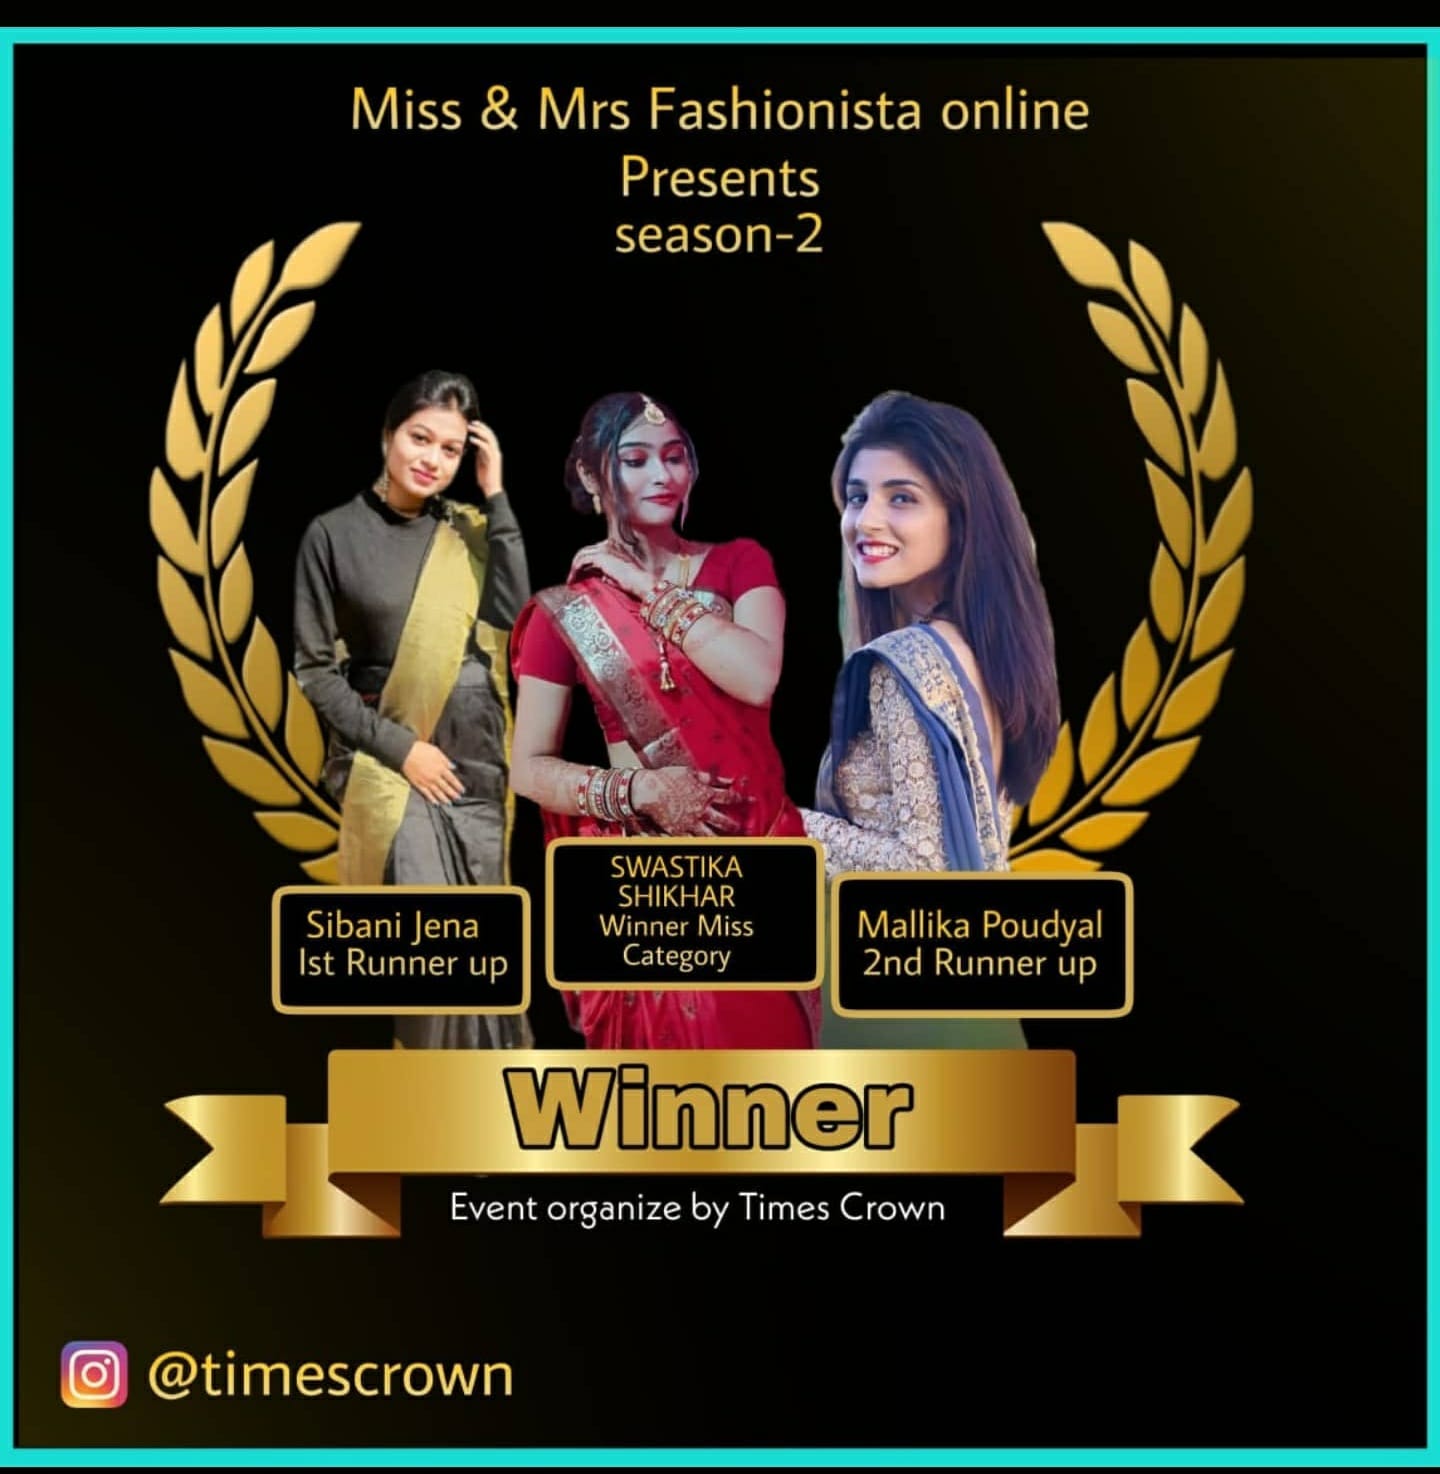 Miss & Mrs Fashionista online
Presents
season-2
SWASTIKA
SHIKHAR
Winner Miss
Category
Sibani Jena
1st Runner up
Mallika Poudyal
2nd Runner up
Winner
Event organize by Times Crown
@timescrown